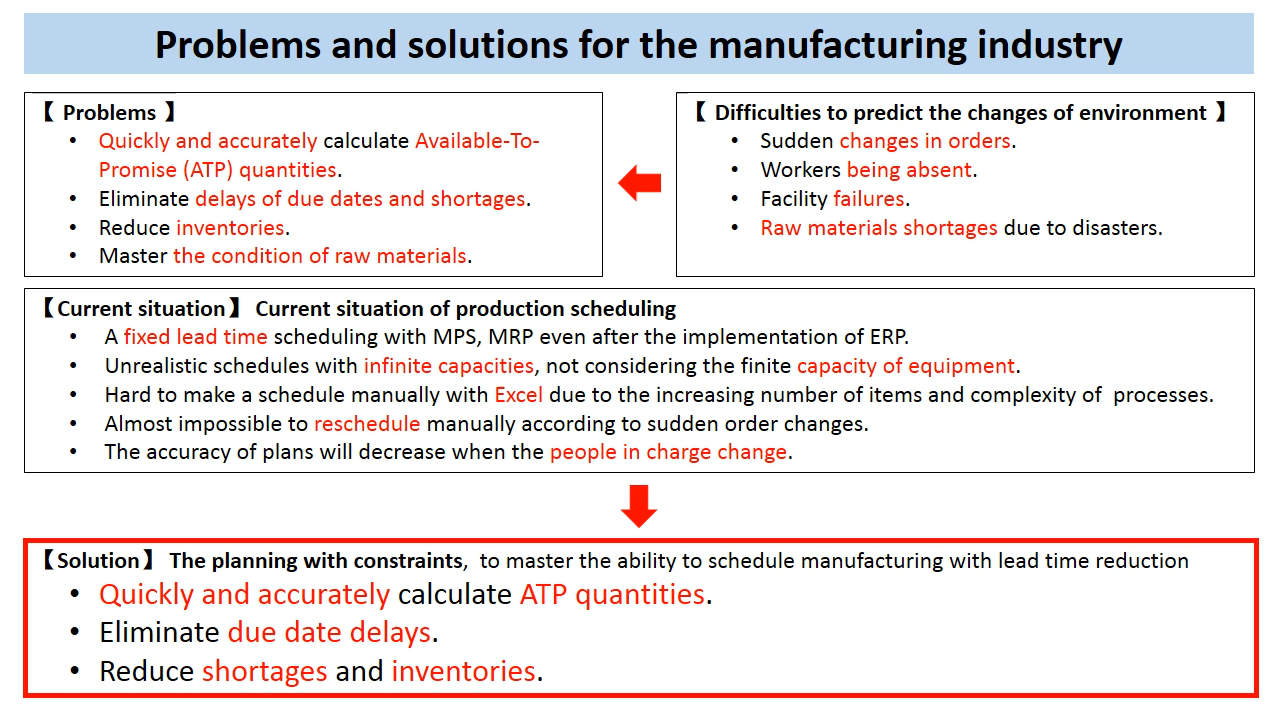 Problems and solutions for the manufacturing industry
【 Problems 】
• Quickly and accurately calculate Available-To-
Promise (ATP) quantities.
• Eliminate delays of due dates and shortages.
• Reduce inventories.
• Master the condition of raw materials.
【 Difficulties to predict the changes of environment 】
• Sudden changes in orders.
• Workers being absent.
• Facility failures.
• Raw materials shortages due to disasters.
【Current situation】 Current situation of production scheduling
• A fixed lead time scheduling with MPS, MRP even after the implementation of ERP.
• Unrealistic schedules with infinite capacities, not considering the finite capacity of equipment.
• Hard to make a schedule manually with Excel due to the increasing number of items and complexity of processes.
• Almost impossible to reschedule manually according to sudden order changes.
• The accuracy of plans will decrease when the people in charge change.
【Solution】 The planning with constraints, to master the ability to schedule manufacturing with lead time reduction
• Quickly and accurately calculate ATP quantities.
• Eliminate due date delays.
• Reduce shortages and inventories.